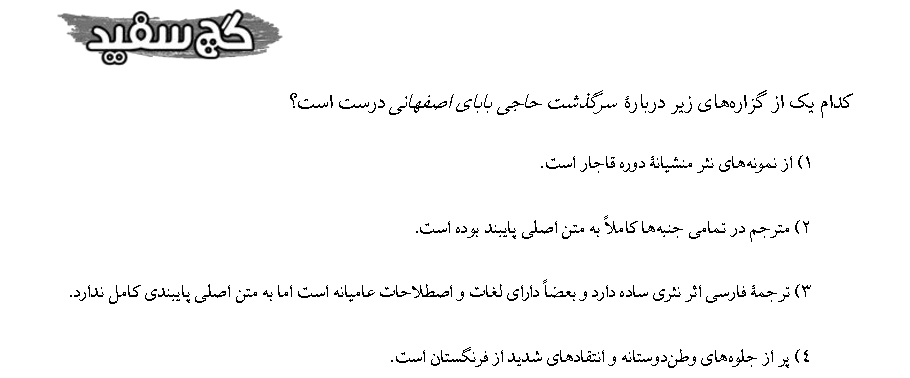 گچ سفید
کدام یک از گزاره‌های زیر دربارهٔ سرگذشت حاجی بابای اصفهانی درست است؟
۱) از نمونه‌های نثر منشیانهٔ دوره قاجار است.
۲) مترجم در تمامی جنبه‌ها کاملاً به متن اصلی پایبند بوده است.
۳) ترجمهٔ فارسی اثر نثری ساده دارد و بعضاً دارای لغات و اصطلاحات عامیانه است اما به متن اصلی پایبندی کامل ندارد.
۴) پر از جلوه‌های وطن‌دوستانه و انتقادهای شدید از فرنگستان است.